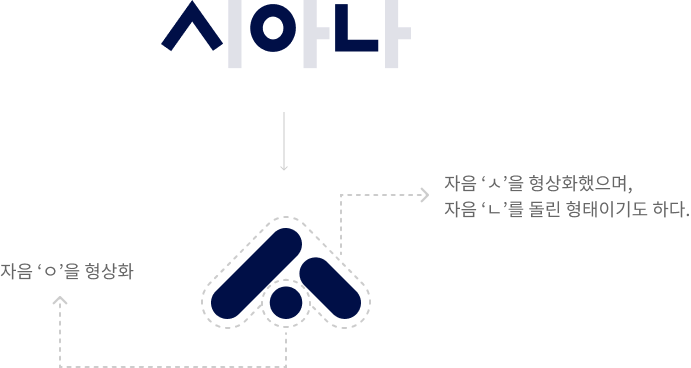 시아나
자음 ‘ㅅ’을 형상화했으며,
자음 ‘ㄴ’를 돌린 형태이기도 하다.
자음 ‘ㅇ’을 형상화